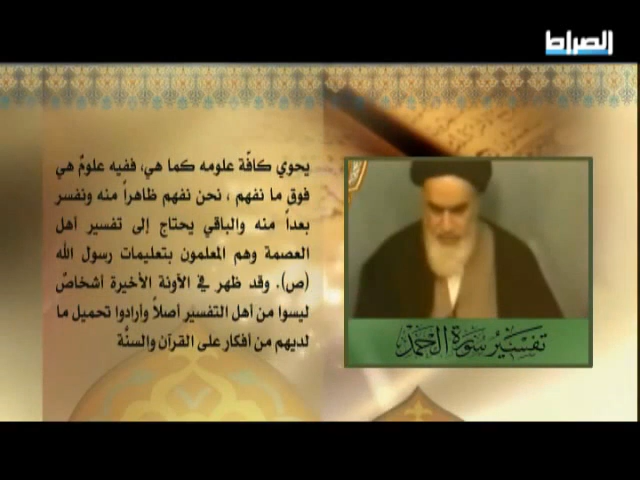 الصراط
يحوي كافّة علومه كما هي، ففيه علومٌ هي
فوق ما نفهم ، نحن نفهم ظاهراً منه ونفسر
بعداً منه والباقي يحتاج إلى تفسير أهل
العصمة وهم المعلمون بتعليمات رسول الله
(ص). وقد ظهر في الآونة الأخيرة أشخاصٌ
ليسوا من أهل التفسير أصلاً وأرادوا تحميل ما
لديهم من أفكار على القرآن والسنُّة
تفسير سورة الحمد